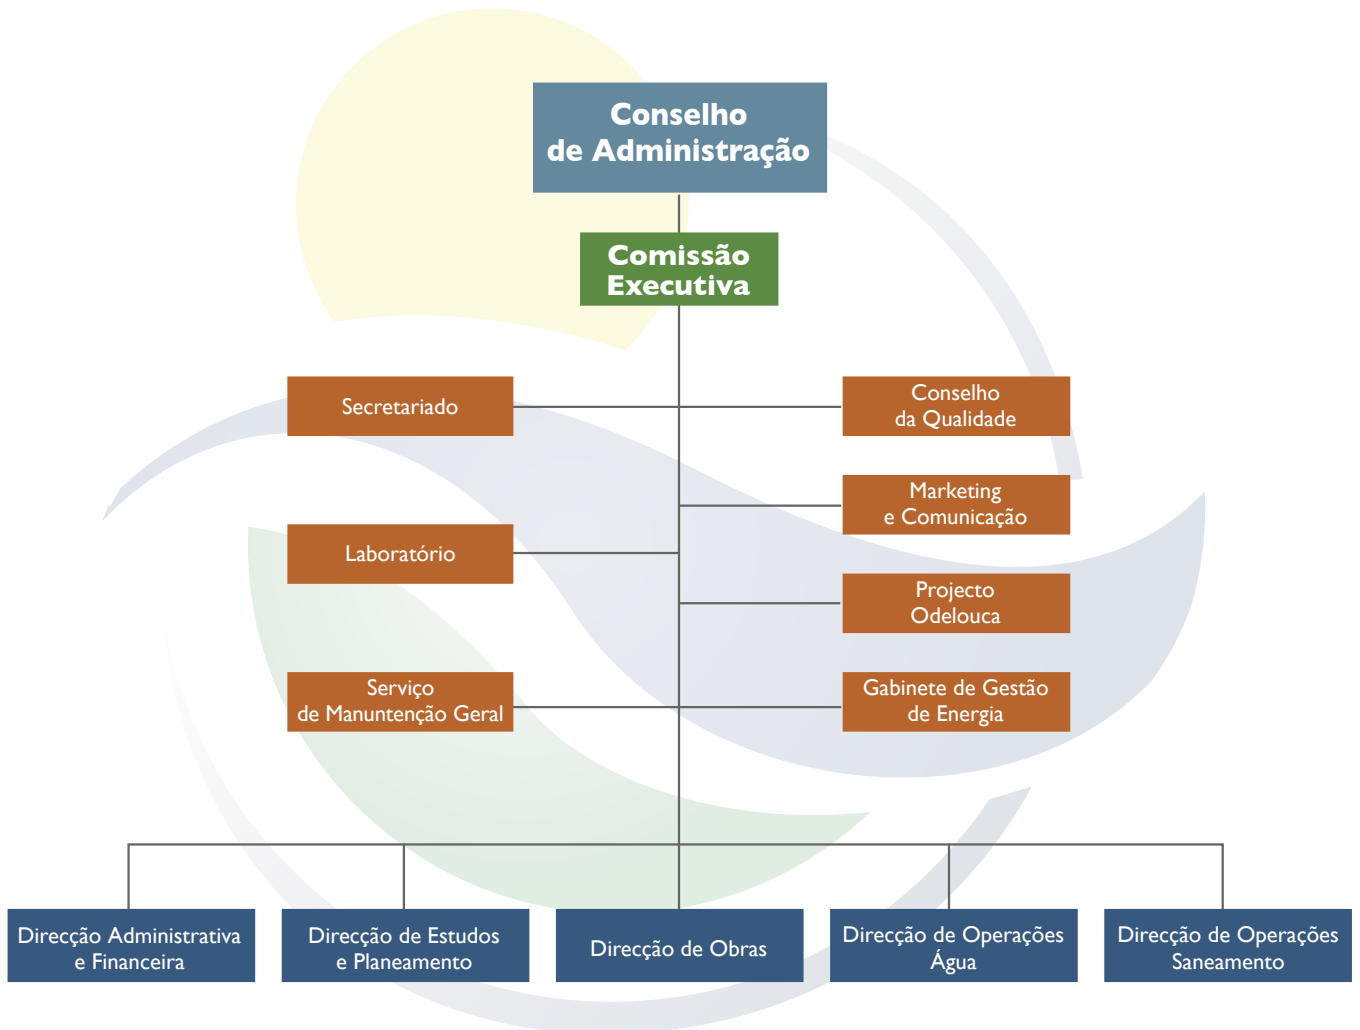 Conselho
de Administração
Comissão
Executiva
Secretariado
Conselho
da Qualidade
Marketing
e Comunicação
Laboratório
Projecto
Odelouca
Serviço
de Manuntenção Geral
Gabinete de Gestão
de Energia
Direcção Administrativa
e Financeira
Direcção de Estudos
e Planeamento
Direcção de Obras
Direcção de Operações
Água
Direcção de Operações
Saneamento